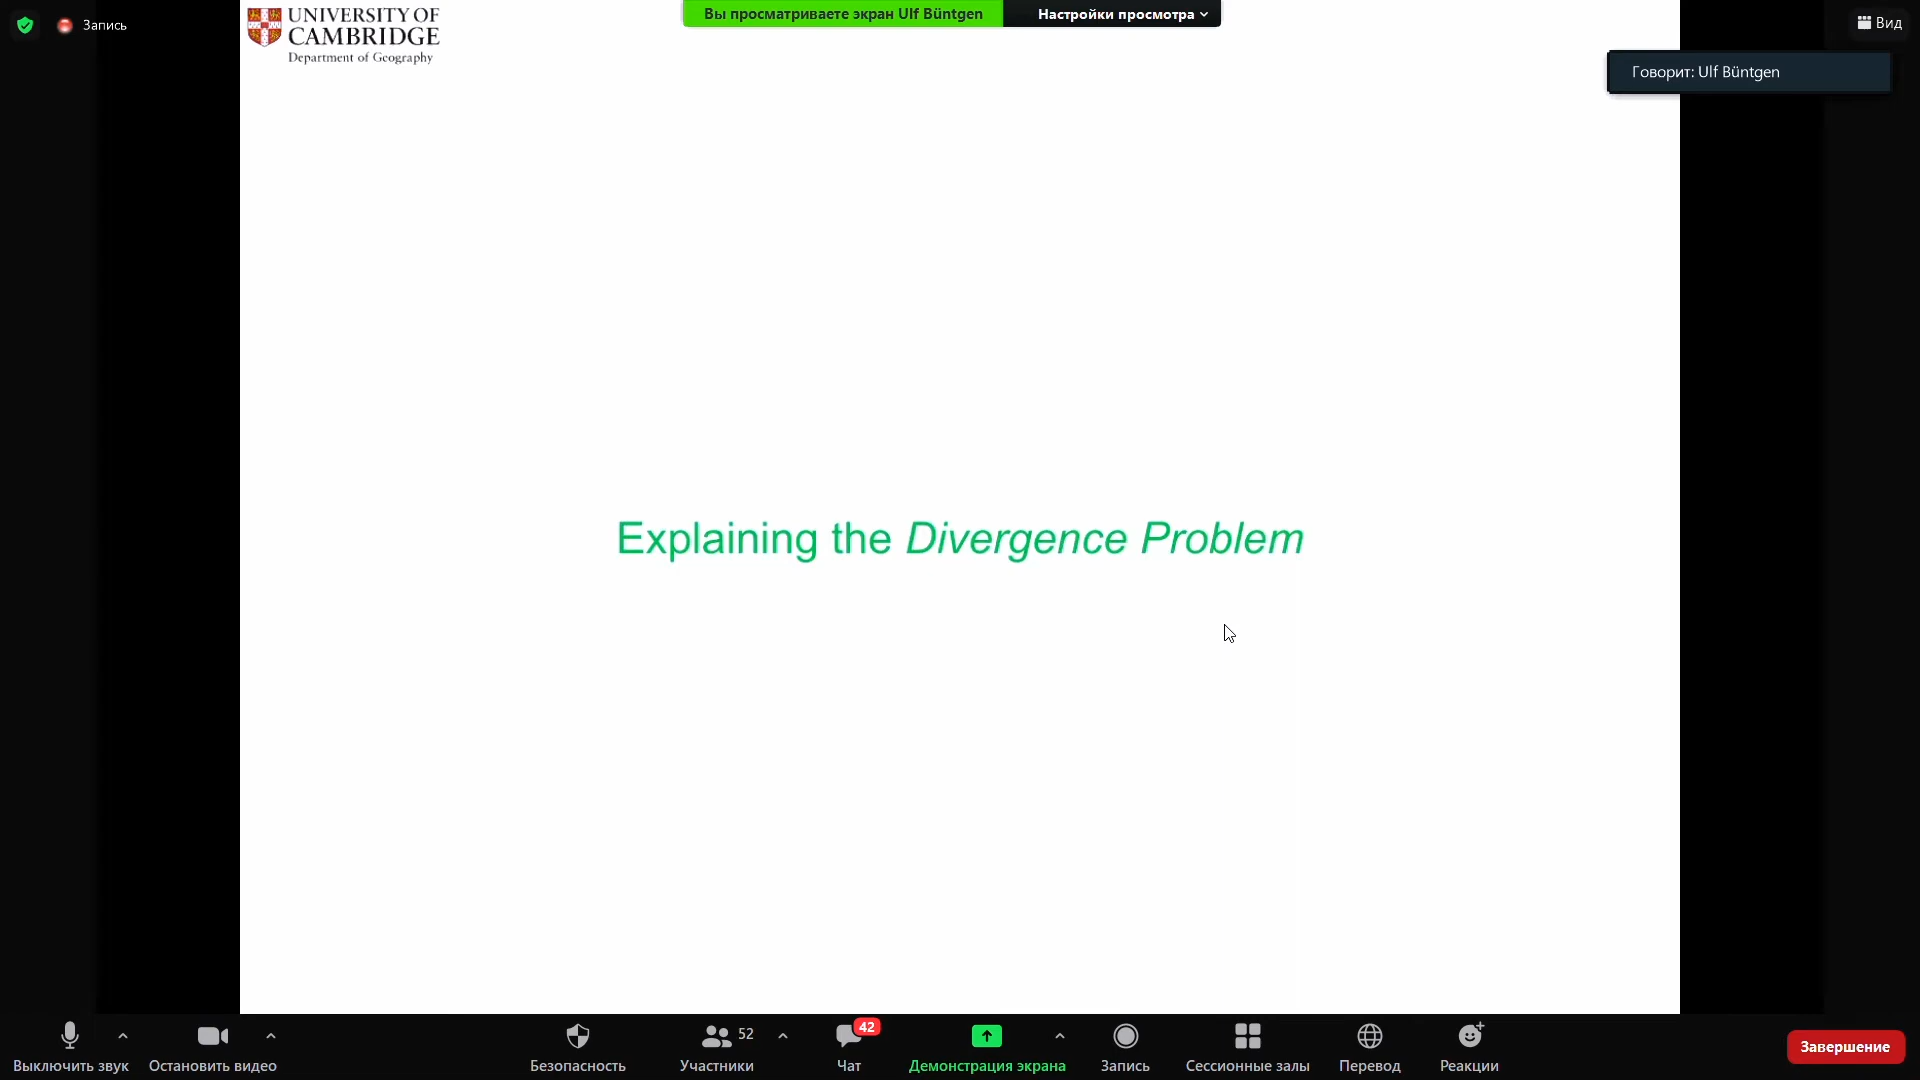 Запись
UNIVERSITY OF
CAMBRIDGE
Department of Geography
Вы просматриваете экран Ulf Büntgen
Настройки просмотра
Вид
Говорит: Ulf Büntgen
Explaining the Divergence Problem
Выключить звук
Остановить видео
Безопасность
52
Участники
42
Чат
Демонстрация экрана
Запись
Сессионные залы
Перевод
Реакции
Завершение